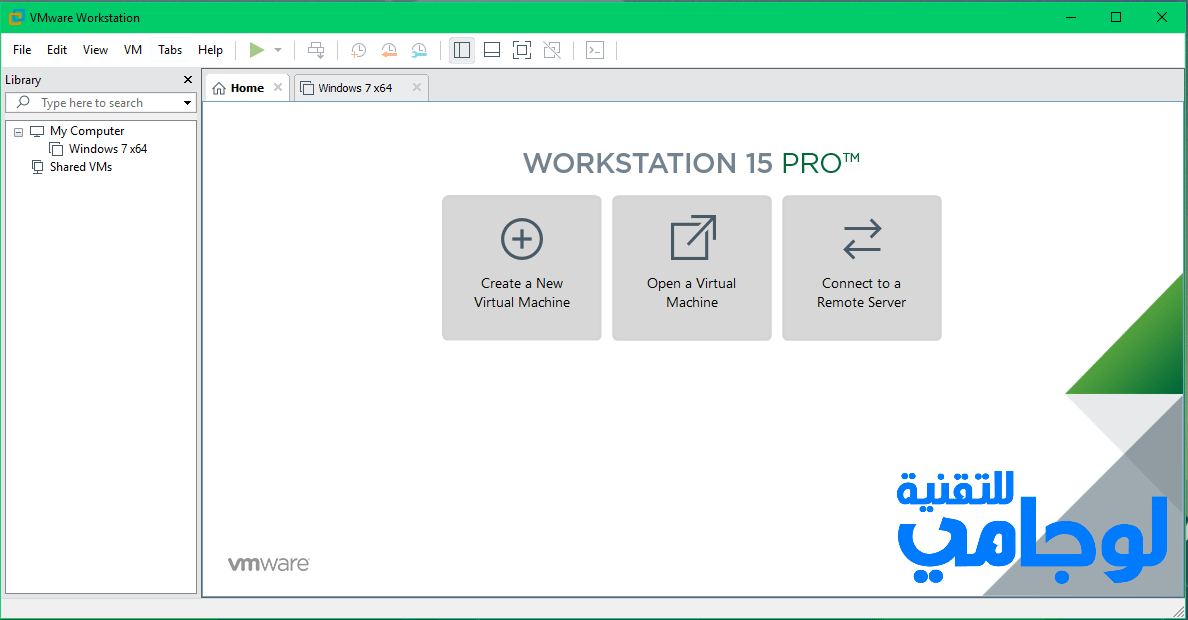 VMware Workstation
File Edit View VM Tabs Help
Library
Type here to search
My Computer
Windows 7 x64
Shared VMs
Home
Windows 7 x64
WORKSTATION 15 PRO™
Create a New
Virtual Machine
Open a Virtual
Machine
Connect to a
Remote Server
للتقنية
لوجامي
vmware